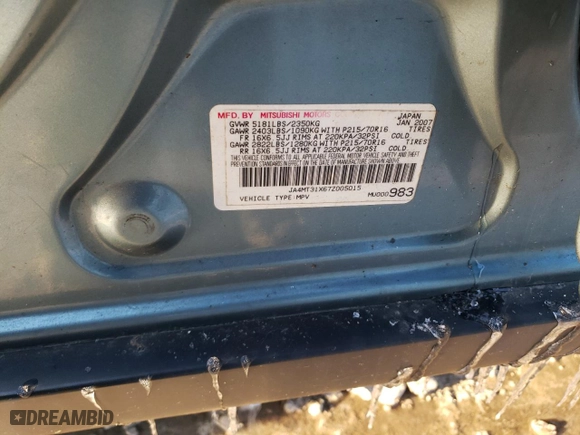 MFD. BY MITSUBISHI MOTORS JAPAN
GVWR 5181LBS/2350KG JAN 2007
GAWR 2403LBS/1090KG WITH P215/70R16 TIRES
FR 16X6.5JJ RIMS AT 220KPA/32PSI COLD
GAWR 2822LBS/1280KG WITH P215/70R16 TIRES
RR 16X6.5JJ RIMS AT 220KPA/32PSI COLD
THIS VEHICLE CONFORMS TO ALL APPLICABLE FEDERAL MOTOR VEHICLE SAFETY AND THEFT
PREVENTION STANDARDS IN EFFECT ON THE DATE OF MANUFACTURE SHOWN ABOVE.
JA4MT31X67Z005015
VEHICLE TYPE:MPV MU000983
DREAMBID